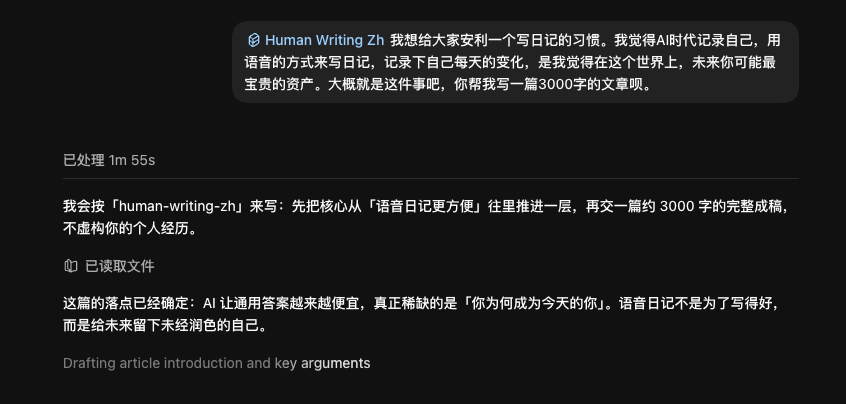 Human Writing Zh 我想给大家安利一个写日记的习惯。我觉得AI时代记录自己，用
语音的方式来写日记，记录下自己每天的变化，是我觉得在这个世界上，未来你可能最
宝贵的资产。大概就是这件事吧，你帮我写一篇3000字的文章呗。
已处理 1m 55s
我会按「human-writing-zh」来写：先把核心从「语音日记更方便」往里推进一层，再交一篇约 3000 字的完整成稿，
不虚构你的个人经历。
已读取文件
这篇的落点已经确定：AI 让通用答案越来越便宜，真正稀缺的是「你为何成为今天的你」。语音日记不是为了写得好，
而是给未来留下未经润色的自己。
Drafting article introduction and key arguments